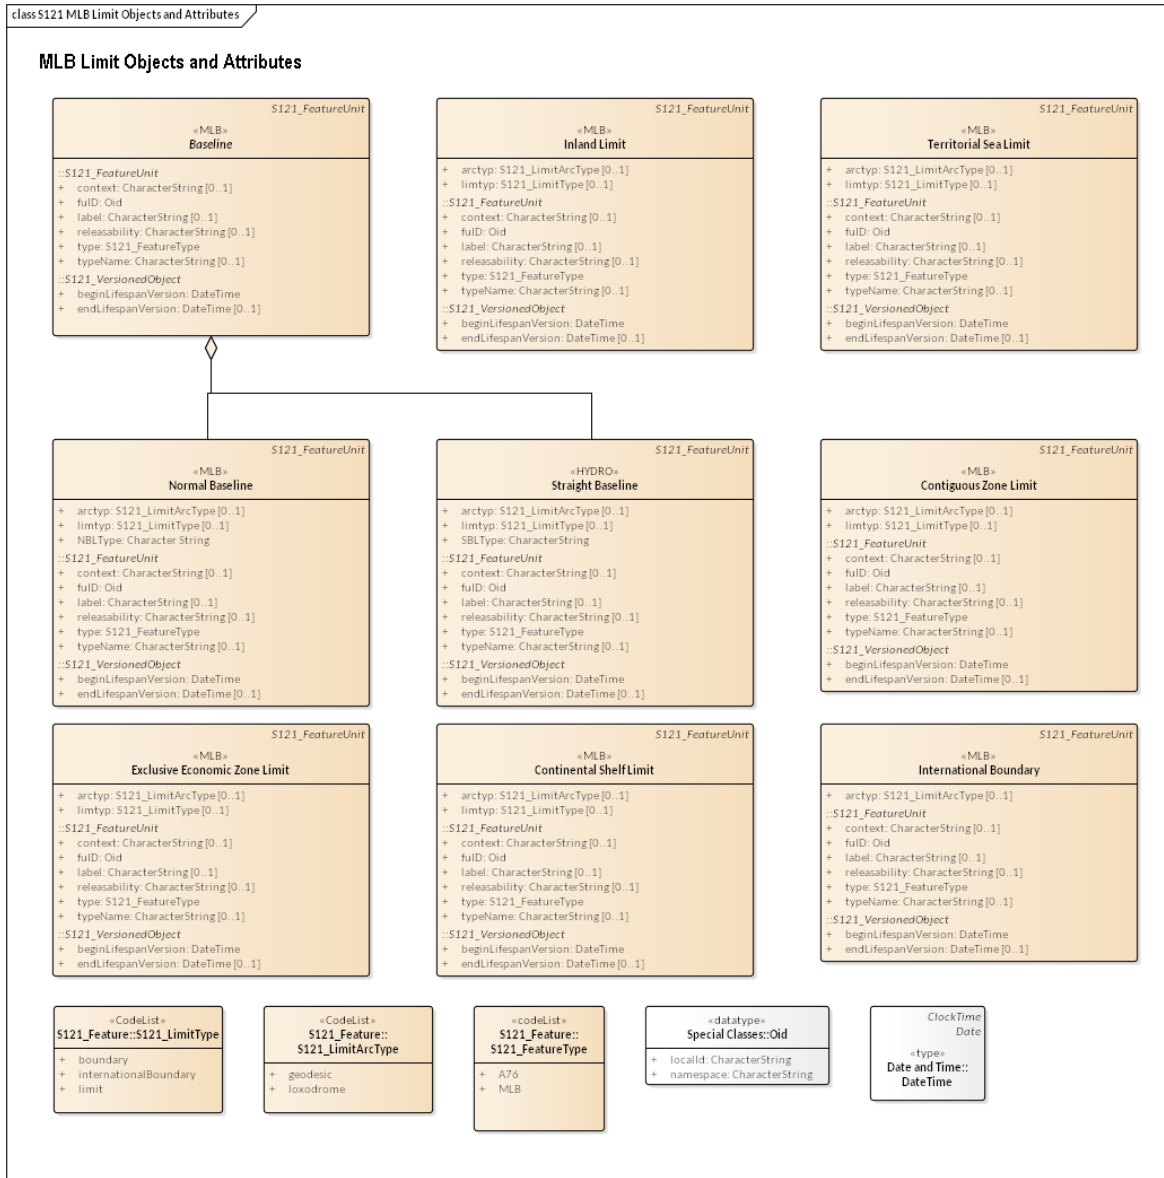 class S121 MLB Limit Objects and Attributes
MLB Limit Objects and Attributes
S121_FeatureUnit
«MLB»
Baseline
::S121_FeatureUnit
+ context: CharacterString [0..1]
+ fuID: Oid
+ label: CharacterString [0..1]
+ releasability: CharacterString [0..1]
+ type: S121_FeatureType
+ typeName: CharacterString [0..1]
::S121_VersionedObject
+ beginLifespanVersion: DateTime
+ endLifespanVersion: DateTime [0..1]
S121_FeatureUnit
«MLB»
Inland Limit
+ arctyp: S121_LimitArcType [0..1]
+ limtyp: S121_LimitType [0..1]
::S121_FeatureUnit
+ context: CharacterString [0..1]
+ fuID: Oid
+ label: CharacterString [0..1]
+ releasability: CharacterString [0..1]
+ type: S121_FeatureType
+ typeName: CharacterString [0..1]
::S121_VersionedObject
+ beginLifespanVersion: DateTime
+ endLifespanVersion: DateTime [0..1]
S121_FeatureUnit
«MLB»
Territorial Sea Limit
+ arctyp: S121_LimitArcType [0..1]
+ limtyp: S121_LimitType [0..1]
::S121_FeatureUnit
+ context: CharacterString [0..1]
+ fuID: Oid
+ label: CharacterString [0..1]
+ releasability: CharacterString [0..1]
+ type: S121_FeatureType
+ typeName: CharacterString [0..1]
::S121_VersionedObject
+ beginLifespanVersion: DateTime
+ endLifespanVersion: DateTime [0..1]
S121_FeatureUnit
«MLB»
Normal Baseline
+ arctyp: S121_LimitArcType [0..1]
+ limtyp: S121_LimitType [0..1]
+ NBLType: Character String
::S121_FeatureUnit
+ context: CharacterString [0..1]
+ fuID: Oid
+ label: CharacterString [0..1]
+ releasability: CharacterString [0..1]
+ type: S121_FeatureType
+ typeName: CharacterString [0..1]
::S121_VersionedObject
+ beginLifespanVersion: DateTime
+ endLifespanVersion: DateTime [0..1]
S121_FeatureUnit
«HYDRO»
Straight Baseline
+ arctyp: S121_LimitArcType [0..1]
+ limtyp: S121_LimitType [0..1]
+ SBLType: CharacterString
::S121_FeatureUnit
+ context: CharacterString [0..1]
+ fuID: Oid
+ label: CharacterString [0..1]
+ releasability: CharacterString [0..1]
+ type: S121_FeatureType
+ typeName: CharacterString [0..1]
::S121_VersionedObject
+ beginLifespanVersion: DateTime
+ endLifespanVersion: DateTime [0..1]
S121_FeatureUnit
«MLB»
Contiguous Zone Limit
+ arctyp: S121_LimitArcType [0..1]
+ limtyp: S121_LimitType [0..1]
::S121_FeatureUnit
+ context: CharacterString [0..1]
+ fuID: Oid
+ label: CharacterString [0..1]
+ releasability: CharacterString [0..1]
+ type: S121_FeatureType
+ typeName: CharacterString [0..1]
::S121_VersionedObject
+ beginLifespanVersion: DateTime
+ endLifespanVersion: DateTime [0..1]
S121_FeatureUnit
«MLB»
Exclusive Economic Zone Limit
+ arctyp: S121_LimitArcType [0..1]
+ limtyp: S121_LimitType [0..1]
::S121_FeatureUnit
+ context: CharacterString [0..1]
+ fuID: Oid
+ label: CharacterString [0..1]
+ releasability: CharacterString [0..1]
+ type: S121_FeatureType
+ typeName: CharacterString [0..1]
::S121_VersionedObject
+ beginLifespanVersion: DateTime
+ endLifespanVersion: DateTime [0..1]
S121_FeatureUnit
«MLB»
Continental Shelf Limit
+ arctyp: S121_LimitArcType [0..1]
+ limtyp: S121_LimitType [0..1]
::S121_FeatureUnit
+ context: CharacterString [0..1]
+ fuID: Oid
+ label: CharacterString [0..1]
+ releasability: CharacterString [0..1]
+ type: S121_FeatureType
+ typeName: CharacterString [0..1]
::S121_VersionedObject
+ beginLifespanVersion: DateTime
+ endLifespanVersion: DateTime [0..1]
S121_FeatureUnit
«MLB»
International Boundary
+ arctyp: S121_LimitArcType [0..1]
::S121_FeatureUnit
+ context: CharacterString [0..1]
+ fuID: Oid
+ label: CharacterString [0..1]
+ releasability: CharacterString [0..1]
+ type: S121_FeatureType
+ typeName: CharacterString [0..1]
::S121_VersionedObject
+ beginLifespanVersion: DateTime
+ endLifespanVersion: DateTime [0..1]
«CodeList»
S121_Feature::S121_LimitType
+ boundary
+ internationalBoundary
+ limit
«CodeList»
S121_Feature::
S121_LimitArcType
+ geodesic
+ loxodrome
«codeList»
S121_Feature::
S121_FeatureType
+ A76
+ MLB
«datatype»
Special Classes::Oid
+ localId: CharacterString
+ namespace: CharacterString
ClockTime
Date
«type»
Date and Time::
DateTime